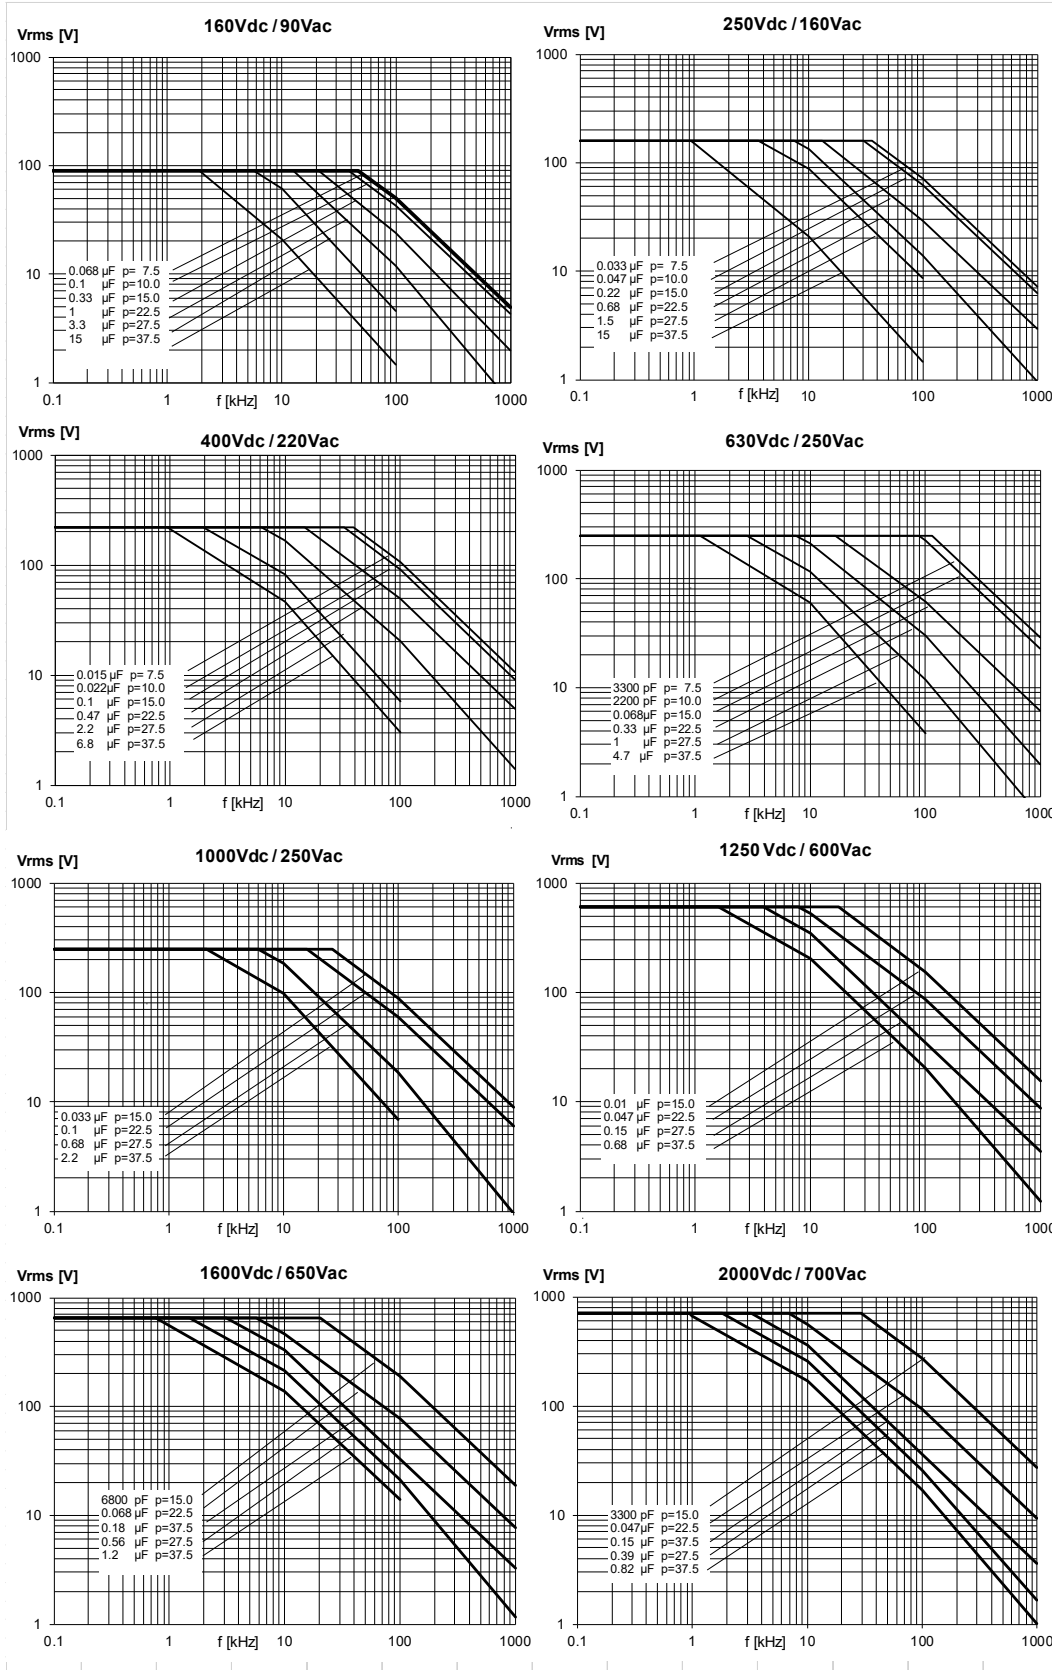 160Vdc / 90Vac
Vrms [V]
1000
100
10
1
0.068 µF p= 7.5
0.1 µF p=10.0
0.33 µF p=15.0
1 µF p=22.5
3.3 µF p=27.5
15 µF p=37.5
0.1 1 10 100 1000
f [kHz]
250Vdc / 160Vac
Vrms [V]
1000
100
10
1
0.033 µF p= 7.5
0.047 µF p=10.0
0.22 µF p=15.0
0.68 µF p=22.5
1.5 µF p=27.5
15 µF p=37.5
0.1 1 10 100 1000
f [kHz]
400Vdc / 220Vac
Vrms [V]
1000
100
10
1
0.015 µF p= 7.5
0.022µF p=10.0
0.1 µF p=15.0
0.47 µF p=22.5
2.2 µF p=27.5
6.8 µF p=37.5
0.1 1 10 100 1000
f [kHz]
630Vdc / 250Vac
Vrms [V]
1000
100
10
1
3300 pF p= 7.5
2200 pF p=10.0
0.068µF p=15.0
0.33 µF p=22.5
1 µF p=27.5
4.7 µF p=37.5
0.1 1 10 100 1000
f [kHz]
1000Vdc / 250Vac
Vrms [V]
1000
100
10
1
0.033 µF p=15.0
0.1 µF p=22.5
0.68 µF p=27.5
2.2 µF p=37.5
0.1 1 10 100 1000
f [kHz]
1250 Vdc / 600Vac
Vrms [V]
1000
100
10
1
0.01 µF p=15.0
0.047 µF p=22.5
0.15 µF p=27.5
0.68 µF p=37.5
0.1 1 10 100 1000
f [kHz]
1600Vdc / 650Vac
Vrms [V]
1000
100
10
1
6800 pF p=15.0
0.068 µF p=22.5
0.18 µF p=37.5
0.56 µF p=27.5
1.2 µF p=37.5
0.1 1 10 100 1000
f [kHz]
2000Vdc / 700Vac
Vrms [V]
1000
100
10
1
3300 pF p=15.0
0.047 µF p=22.5
0.15 µF p=37.5
0.39 µF p=27.5
0.82 µF p=37.5
0.1 1 10 100 1000
f [kHz]